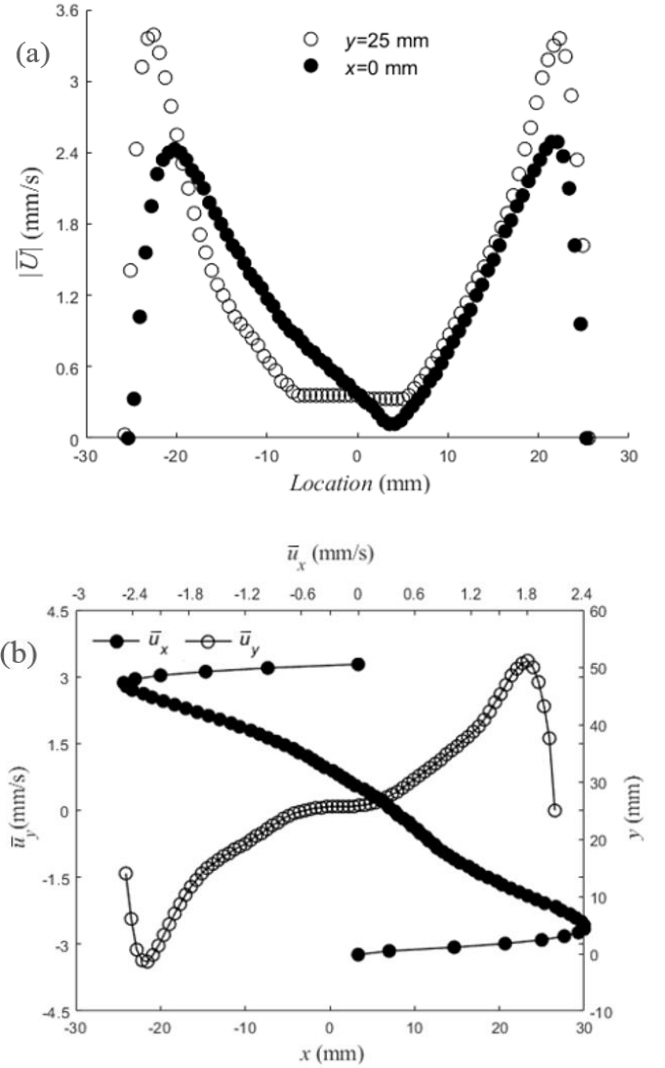 (a)
3.6
3
2.4
1.8
1.2
0.6
0
|U̅| (mm/s)
y=25 mm
x=0 mm
-30 -20 -10 0 10 20 30
Location (mm)
u̅x (mm/s)
-3 -2.4 -1.8 -1.2 -0.6 0 0.6 1.2 1.8 2.4
(b)
4.5
3
1.5
0
-1.5
-3
-4.5
u̅y(mm/s)
u̅x u̅y
60
50
40
30
20
10
0
-10
y (mm)
-30 -20 -10 0 10 20 30
x (mm)